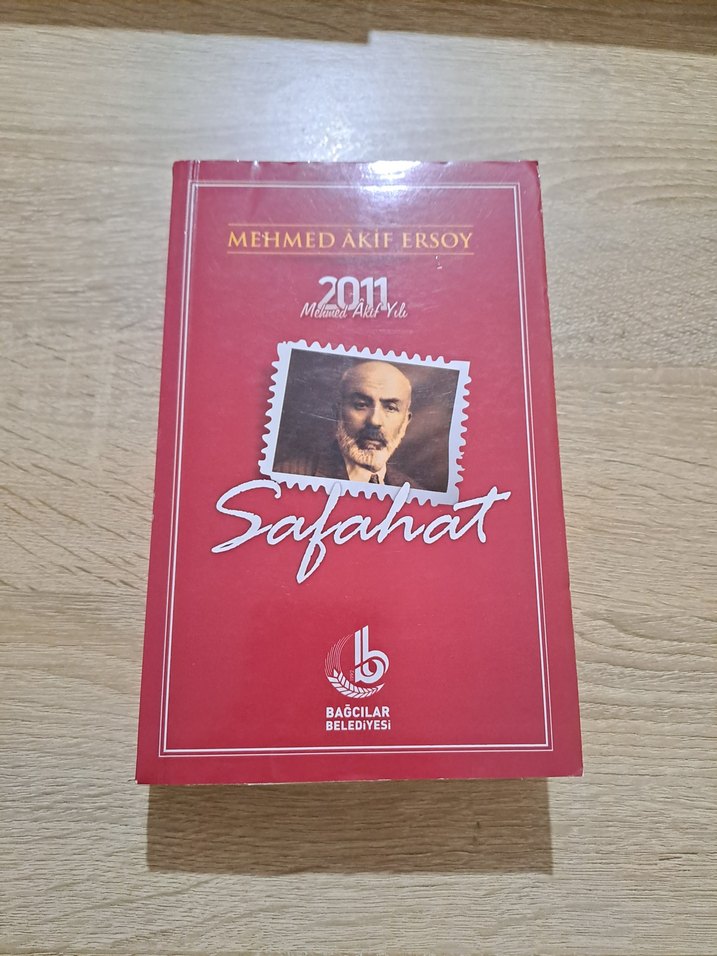 MEHMED ÂKİF ERSOY
2011
Mehmed Âkif Yılı
Safahat
BAĞCILAR
BELEDİYESİ